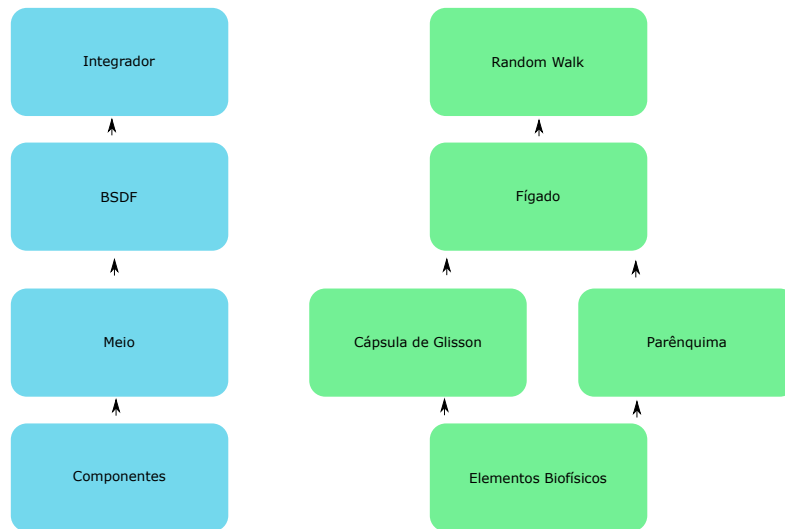 Integrador
Random Walk
BSDF
Fígado
Meio
Cápsula de Glisson
Parênquima
Componentes
Elementos Biofísicos